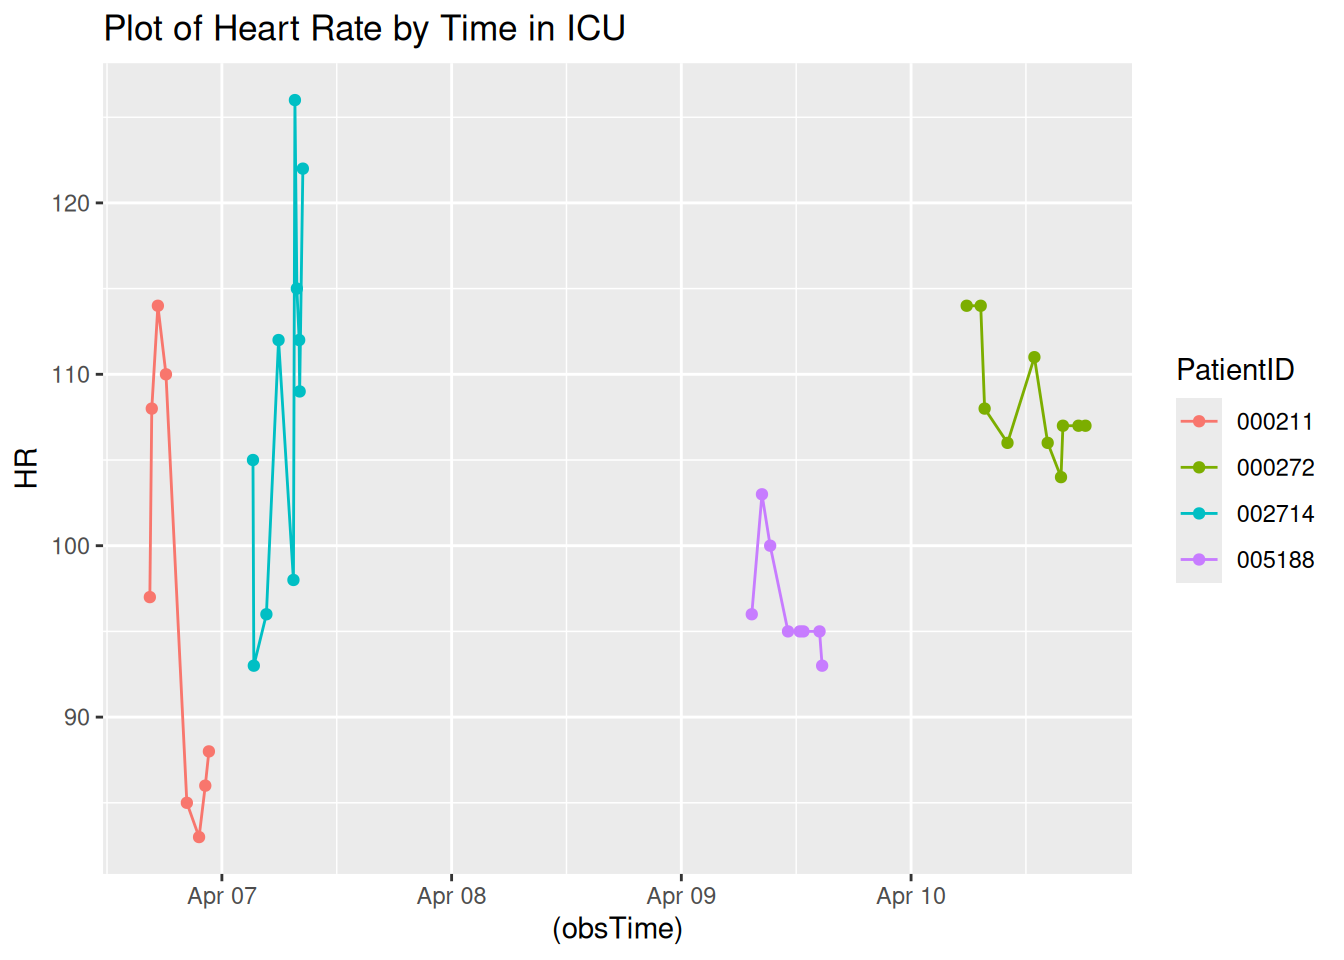 Plot of Heart Rate by Time in ICU
120
110
100
90
HR
Apr 07
Apr 08
Apr 09
Apr 10
(obsTime)
PatientID
000211
000272
002714
005188